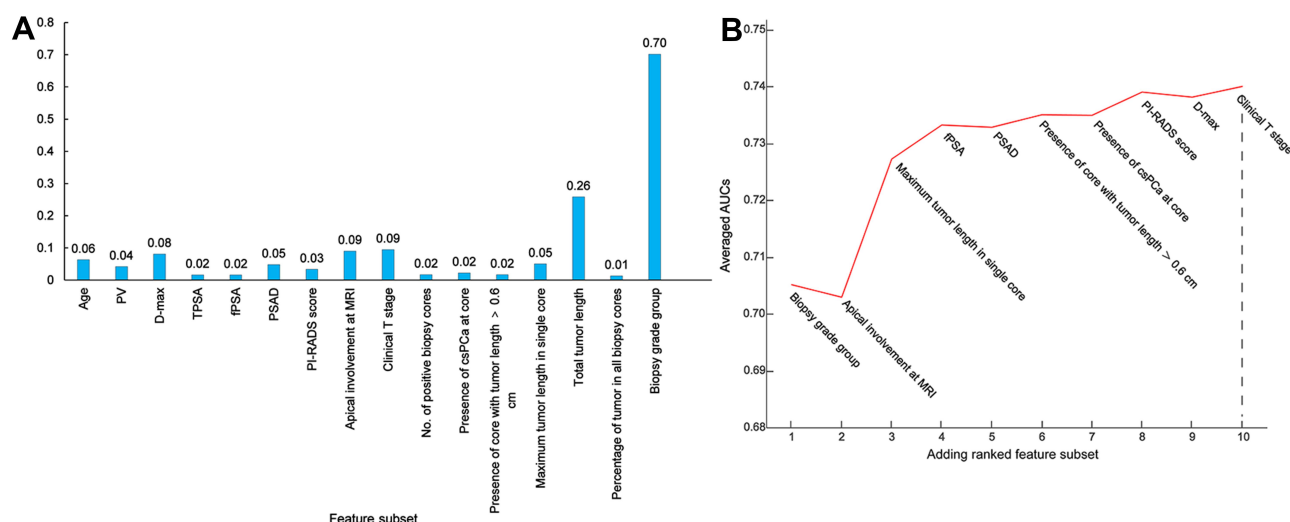 A
0.8
0.7
0.6
0.5
0.4
0.3
0.2
0.1
0
0.06
0.04
0.08
0.02
0.02
0.05
0.03
0.09
0.09
0.02
0.02
0.02
0.05
0.26
0.01
0.70
Age
PV
D-max
TPSA
fPSA
PSAD
PI-RADS score
Apical involvement at MRI
Clinical T stage
No. of positive biopsy cores
Presence of csPCa at core
Presence of core with tumor length > 0.6
cm
Maximum tumor length in single core
Total tumor length
Percentage of tumor in all biopsy cores
Biopsy grade group
Feature subset
B
Averaged AUCs
0.75
0.74
0.73
0.72
0.71
0.70
0.69
0.68
Biopsy grade group
Apical involvement at MRI
Maximum tumor length in single core
fPSA
PSAD
Presence of core with tumor length > 0.6 cm
Presence of csPCa at core
PI-RADS score
D-max
Clinical T stage
1 2 3 4 5 6 7 8 9 10
Adding ranked feature subset